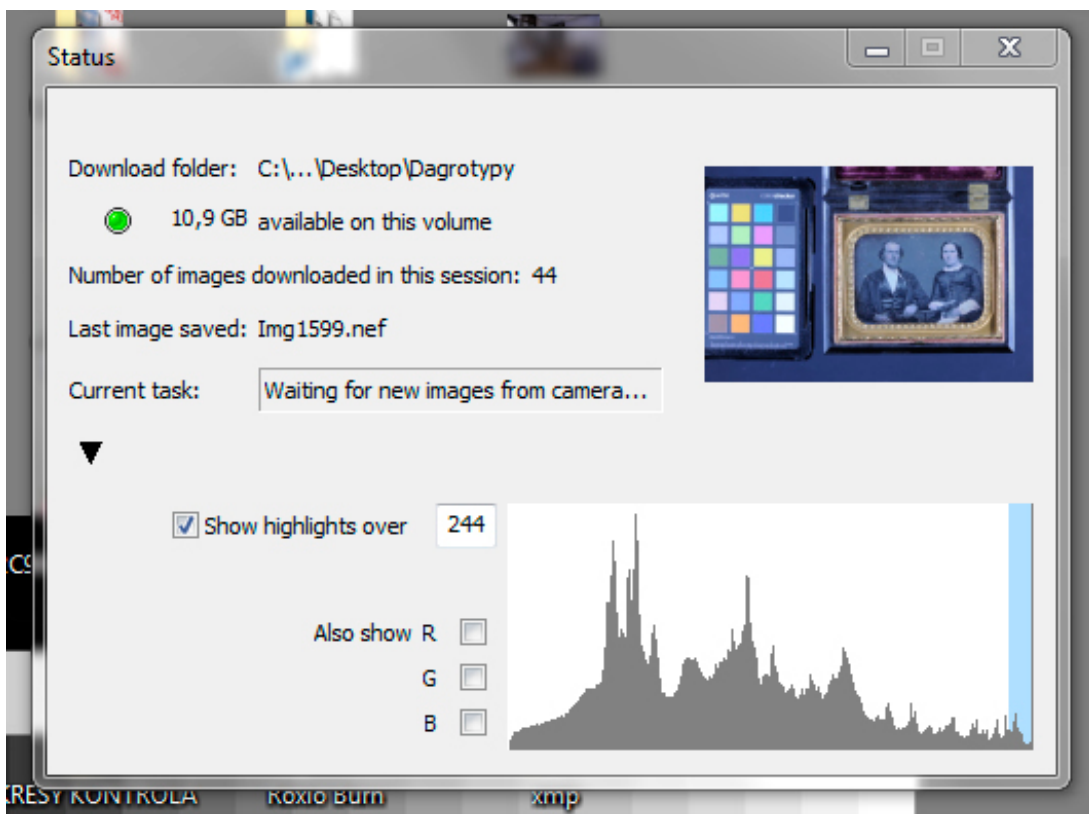 Status
Download folder: C:\...\Desktop\Dagrotypy
10,9 GB available on this volume
Number of images downloaded in this session: 44
Last image saved: Img1599.nef
Current task: Waiting for new images from camera...
Show highlights over 244
Also show R
G
B
KRESY KONTROLA Roxio Burn xmp